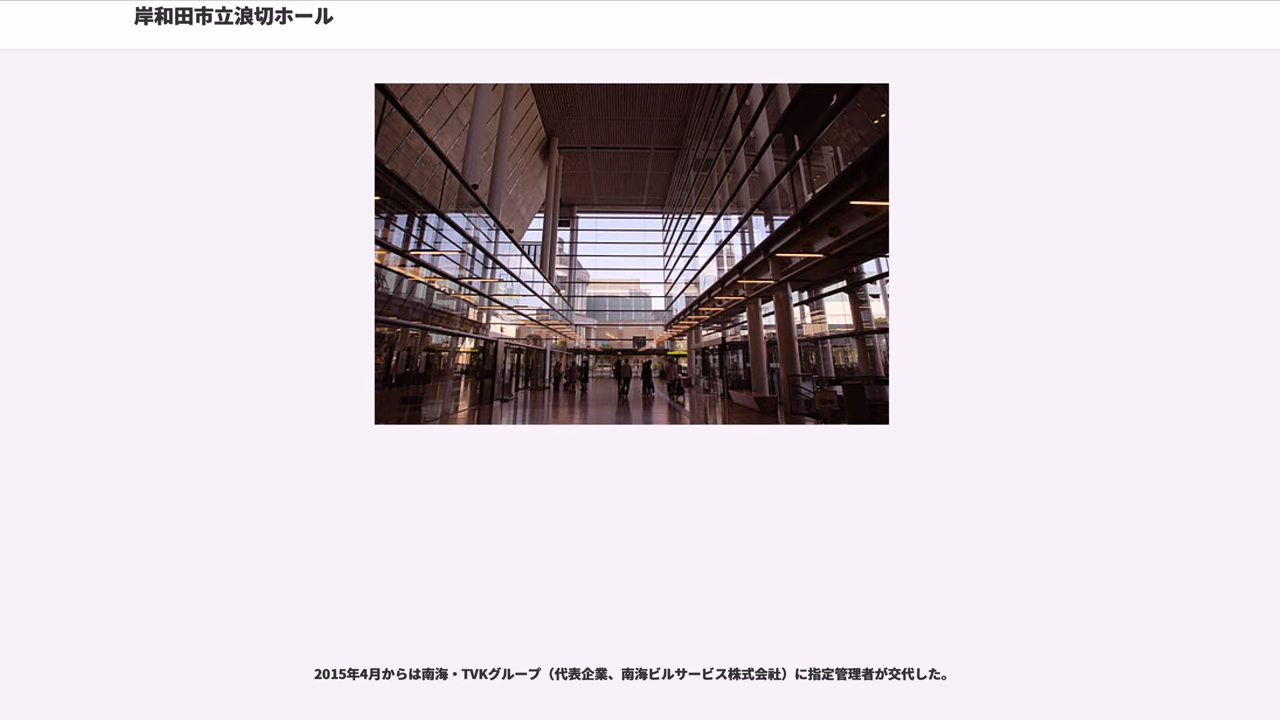 岸和田市立浪切ホール
2015年4月からは南海・TVKグループ（代表企業、南海ビルサービス株式会社）に指定管理者が交代した。